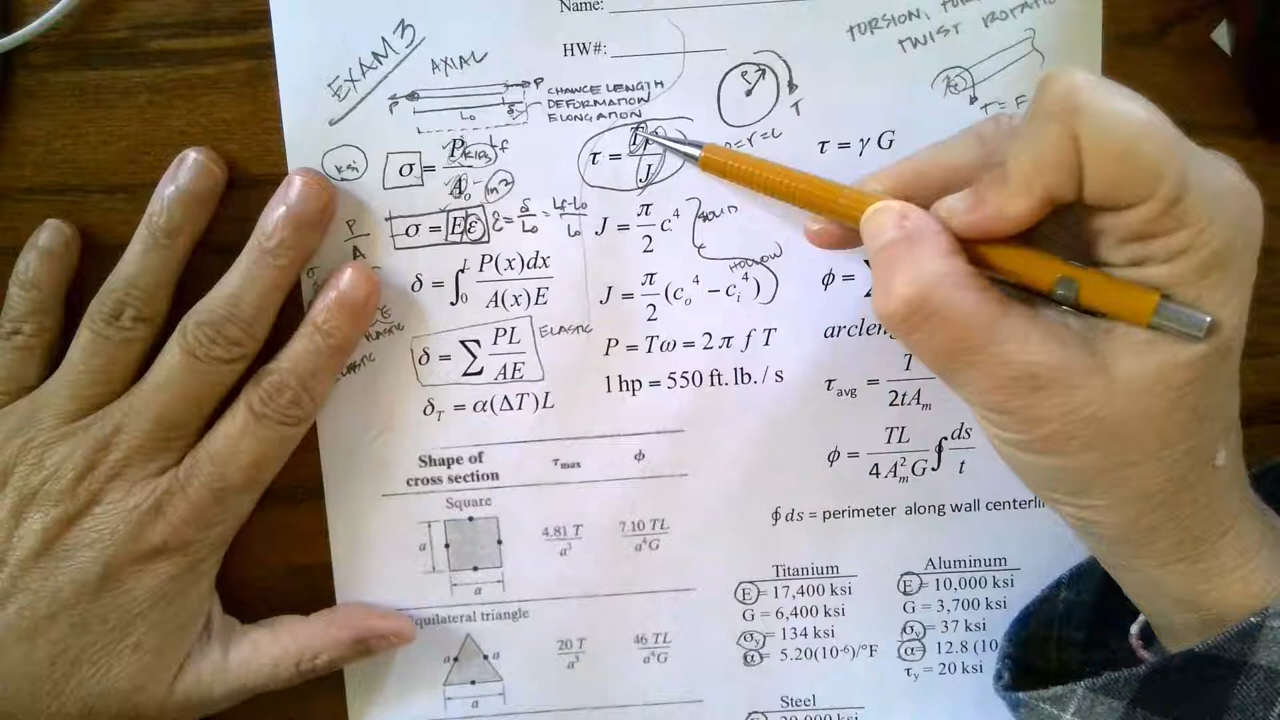 Name:
HW#:
EXAM 3
AXIAL
P
P
L₀
δ
CHANGE LENGTH
DEFORMATION
ELONGATION
ksi
σ = P/A₀
kips
in²
σ = Eε
ε = δ/L₀ = (Lf-L₀)/L₀
P/A
σ
δ = ∫₀ᴸ P(x)dx / A(x)E
δ = ∑ PL/AE
ELASTIC
PLASTIC
δ_T = α(ΔT)L
ρ
T
τ = Tρ/J
J = π/2 c⁴
SOLID
J = π/2 (c_o⁴ − c_i⁴)
HOLLOW
P = Tω = 2π f T
1 hp = 550 ft. lb. / s
TORSION,
TWIST
T = F
τ = γ G
ϕ = ∑
arclen
τ_avg = T / 2tA_m
ϕ = TL / 4A_m²G ∮ ds/t
∮ ds = perimeter along wall centerli
Shape of cross section τ_max ϕ
Square
a
a
4.81 T / a³
7.10 TL / a⁴G
quilateral triangle
a
a
a
20 T / a³
46 TL / a⁴G
Titanium
E = 17,400 ksi
G = 6,400 ksi
σ_y = 134 ksi
α = 5.20(10⁻⁶)/°F
Aluminum
E = 10,000 ksi
G = 3,700 ksi
σ_y = 37 ksi
α = 12.8 (10
τ_y = 20 ksi
Steel